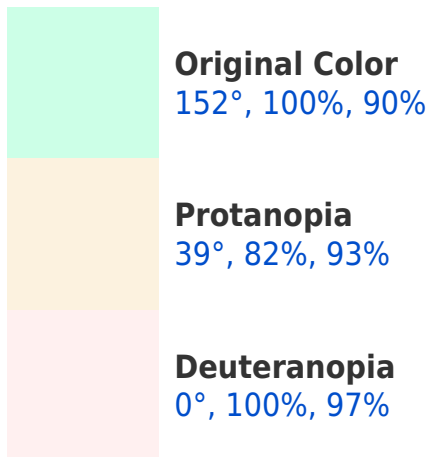 Original Color
152°, 100%, 90%
Protanopia
39°, 82%, 93%
Deuteranopia
0°, 100%, 97%